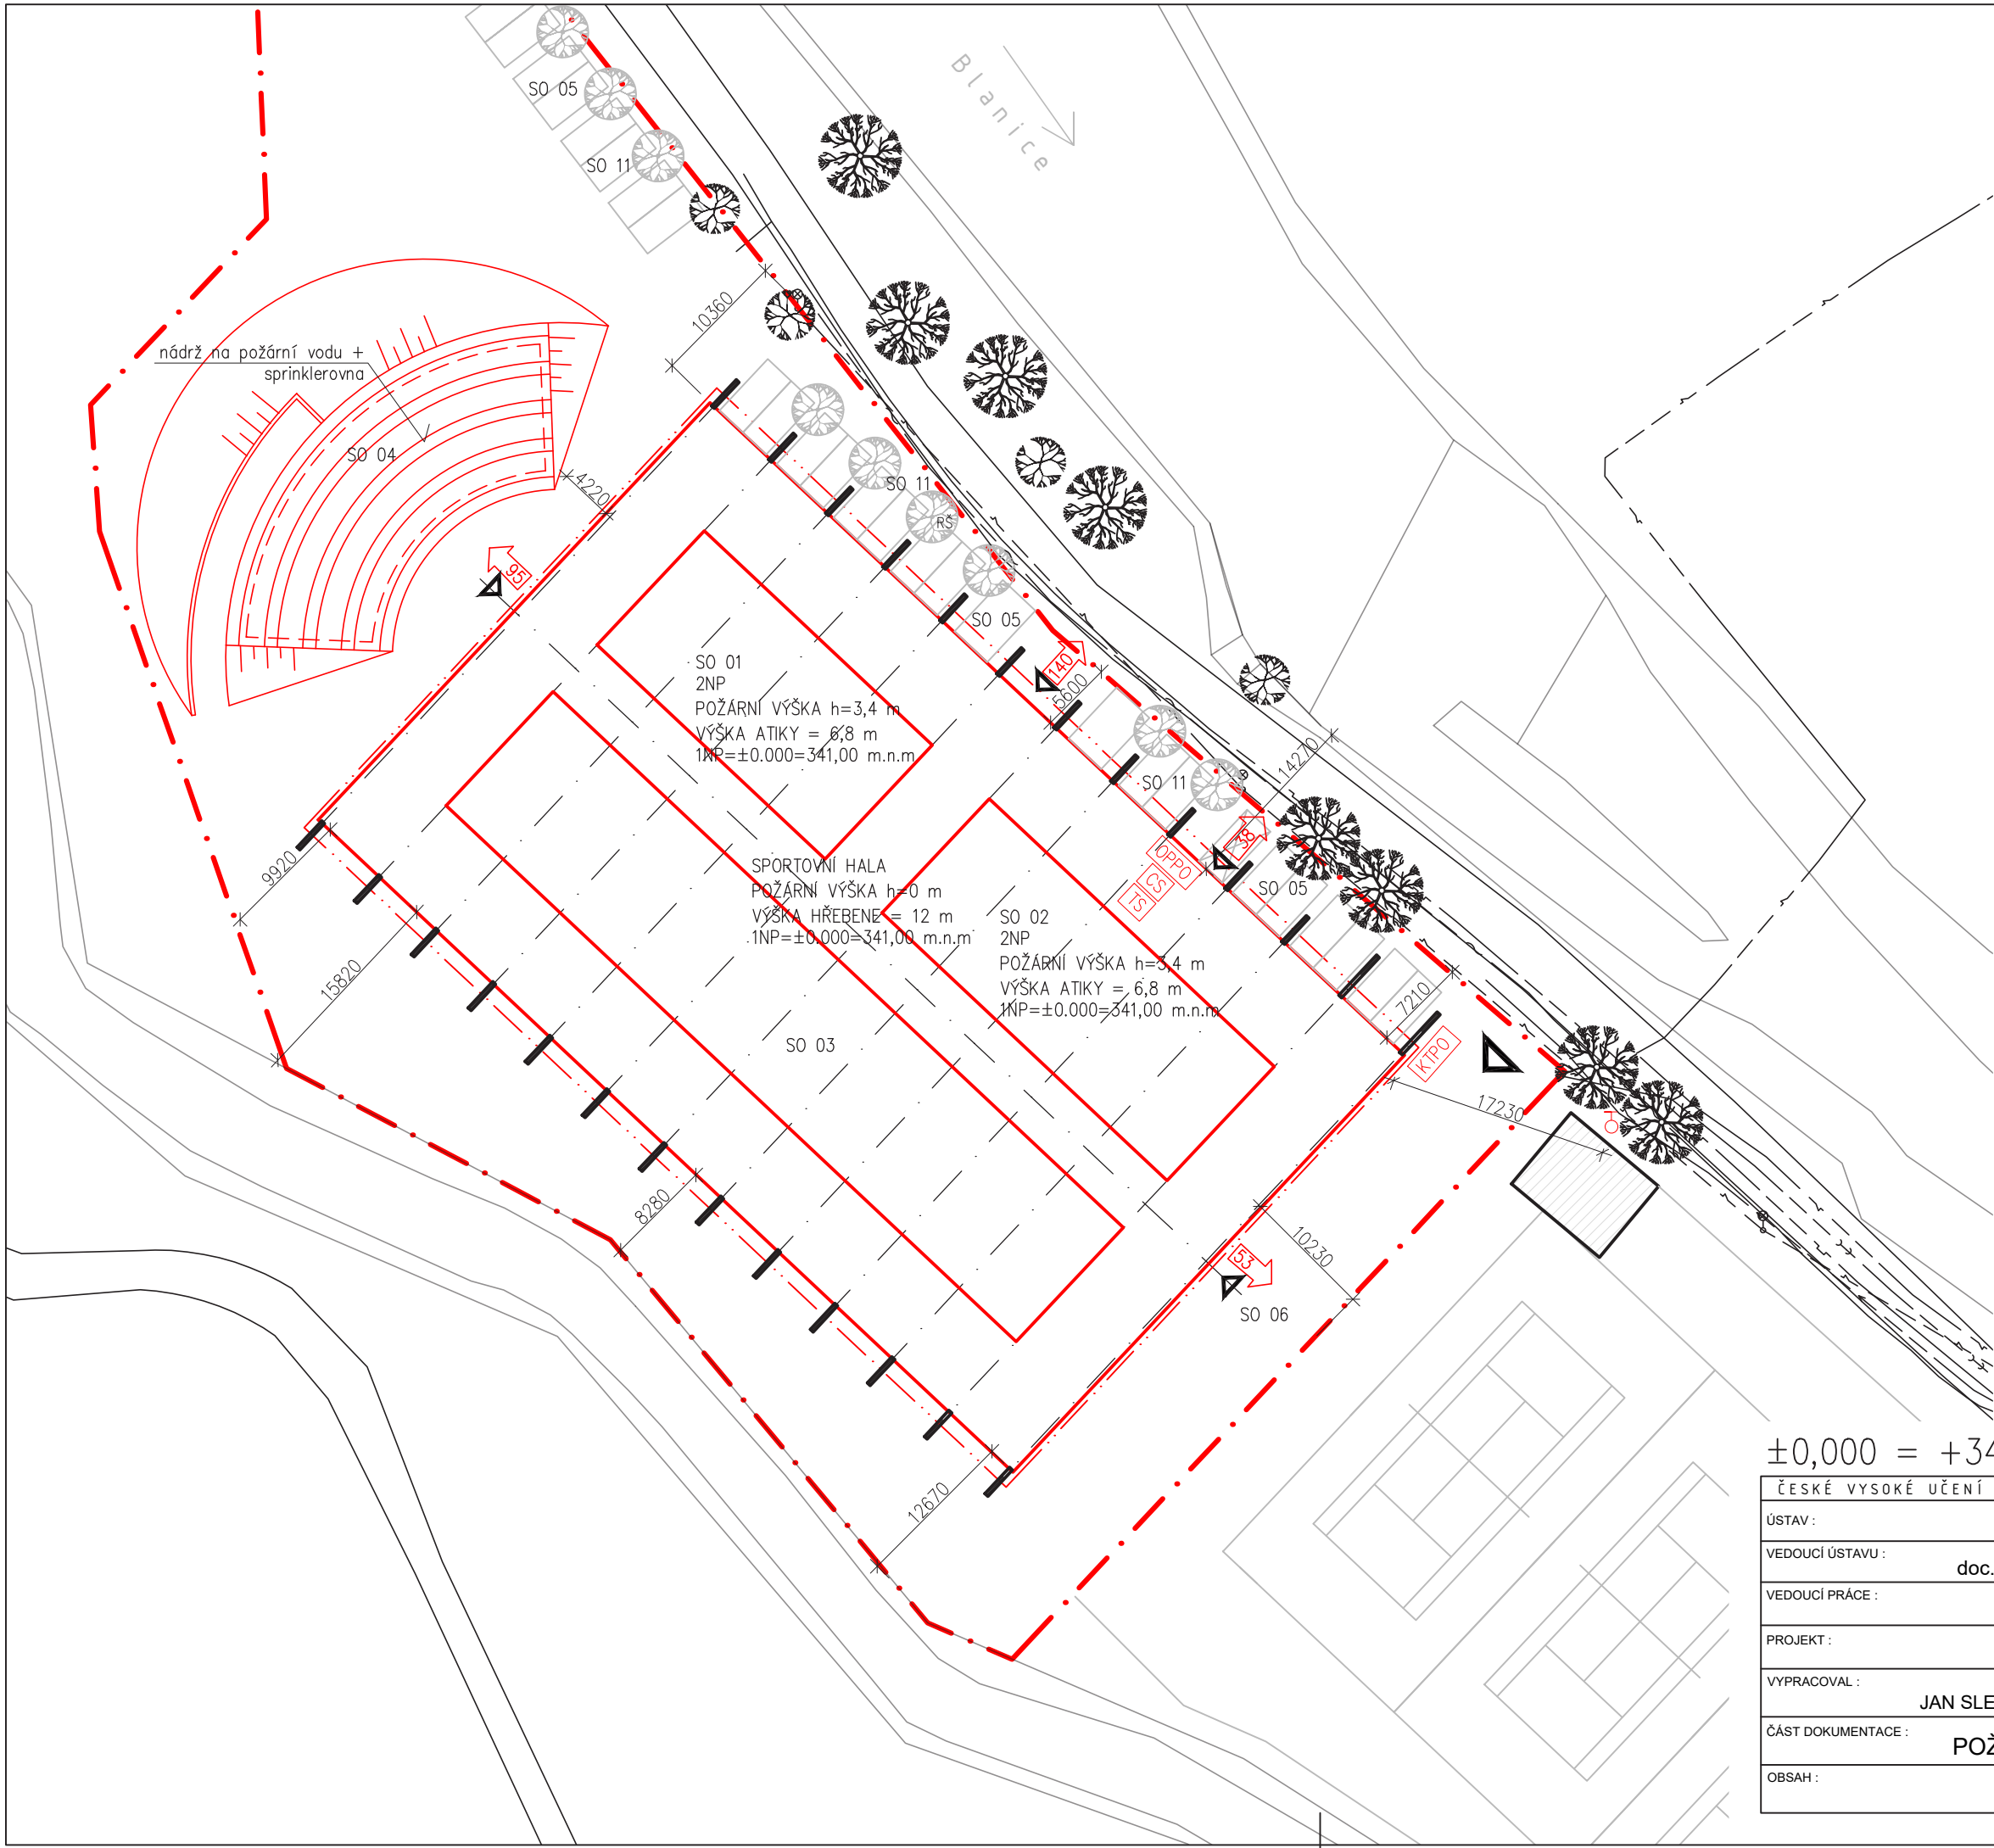 SO 05
SO 11
Blanice
10360
nádrž na požární vodu +
sprinklerovna
SO 04
4220
95
SO 11
RŠ
SO 05
140
5600
SO 01
2NP
POŽÁRNÍ VÝŠKA h=3,4 m
VÝŠKA ATIKY = 6,8 m
1NP=±0.000=341,00 m.n.m
14270
SO 11
38
OPPO
CS
TS
SO 05
9920
SPORTOVNÍ HALA
POŽÁRNÍ VÝŠKA h=0 m
VÝŠKA HŘEBENE = 12 m
1NP=±0.000=341,00 m.n.m
SO 02
2NP
POŽÁRNÍ VÝŠKA h=3,4 m
VÝŠKA ATIKY = 6,8 m
1NP=±0.000=341,00 m.n.m
15820
7210
KTPO
SO 03
17230
8280
10230
53
SO 06
12670
±0,000 = +34
ČESKÉ VYSOKÉ UČENÍ
ÚSTAV :
VEDOUCÍ ÚSTAVU :
doc.
VEDOUCÍ PRÁCE :
PROJEKT :
VYPRACOVAL :
JAN SLE
ČÁST DOKUMENTACE :
POŽ
OBSAH :